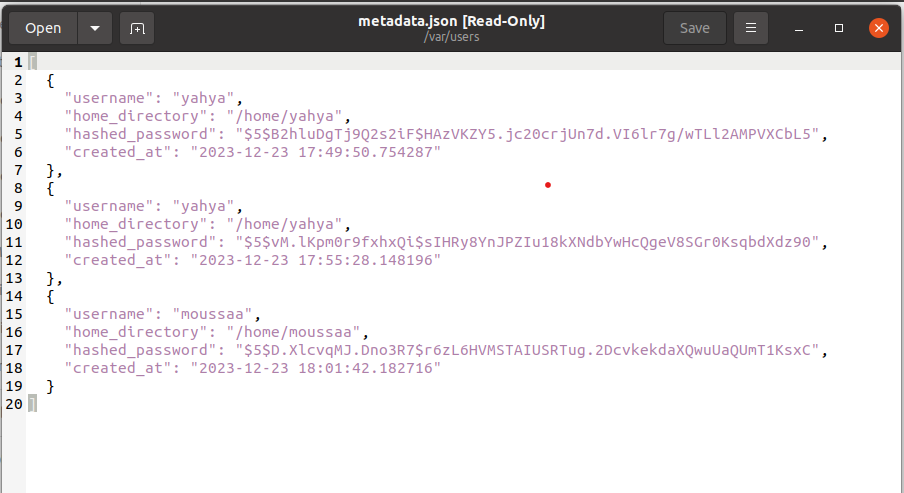 Open
metadata.json [Read-Only]
/var/users
Save
1 [
2 {
3 "username": "yahya",
4 "home_directory": "/home/yahya",
5 "hashed_password": "$5$B2hluDgTj9Q2s2iF$HAzVKZY5.jc20crjUn7d.VI6lr7g/wTLl2AMPVXCbL5",
6 "created_at": "2023-12-23 17:49:50.754287"
7 },
8 {
9 "username": "yahya",
10 "home_directory": "/home/yahya",
11 "hashed_password": "$5$vM.lKpm0r9fxhxQi$sIHRy8YnJPZIu18kXNdbYwHcQgeV8SGr0KsqbdXdz90",
12 "created_at": "2023-12-23 17:55:28.148196"
13 },
14 {
15 "username": "moussaa",
16 "home_directory": "/home/moussaa",
17 "hashed_password": "$5$D.XlcvqMJ.Dno3R7$r6zL6HVMSTAIUSRTug.2DcvkekdaXQwuUaQUmT1KsxC",
18 "created_at": "2023-12-23 18:01:42.182716"
19 }
20 ]